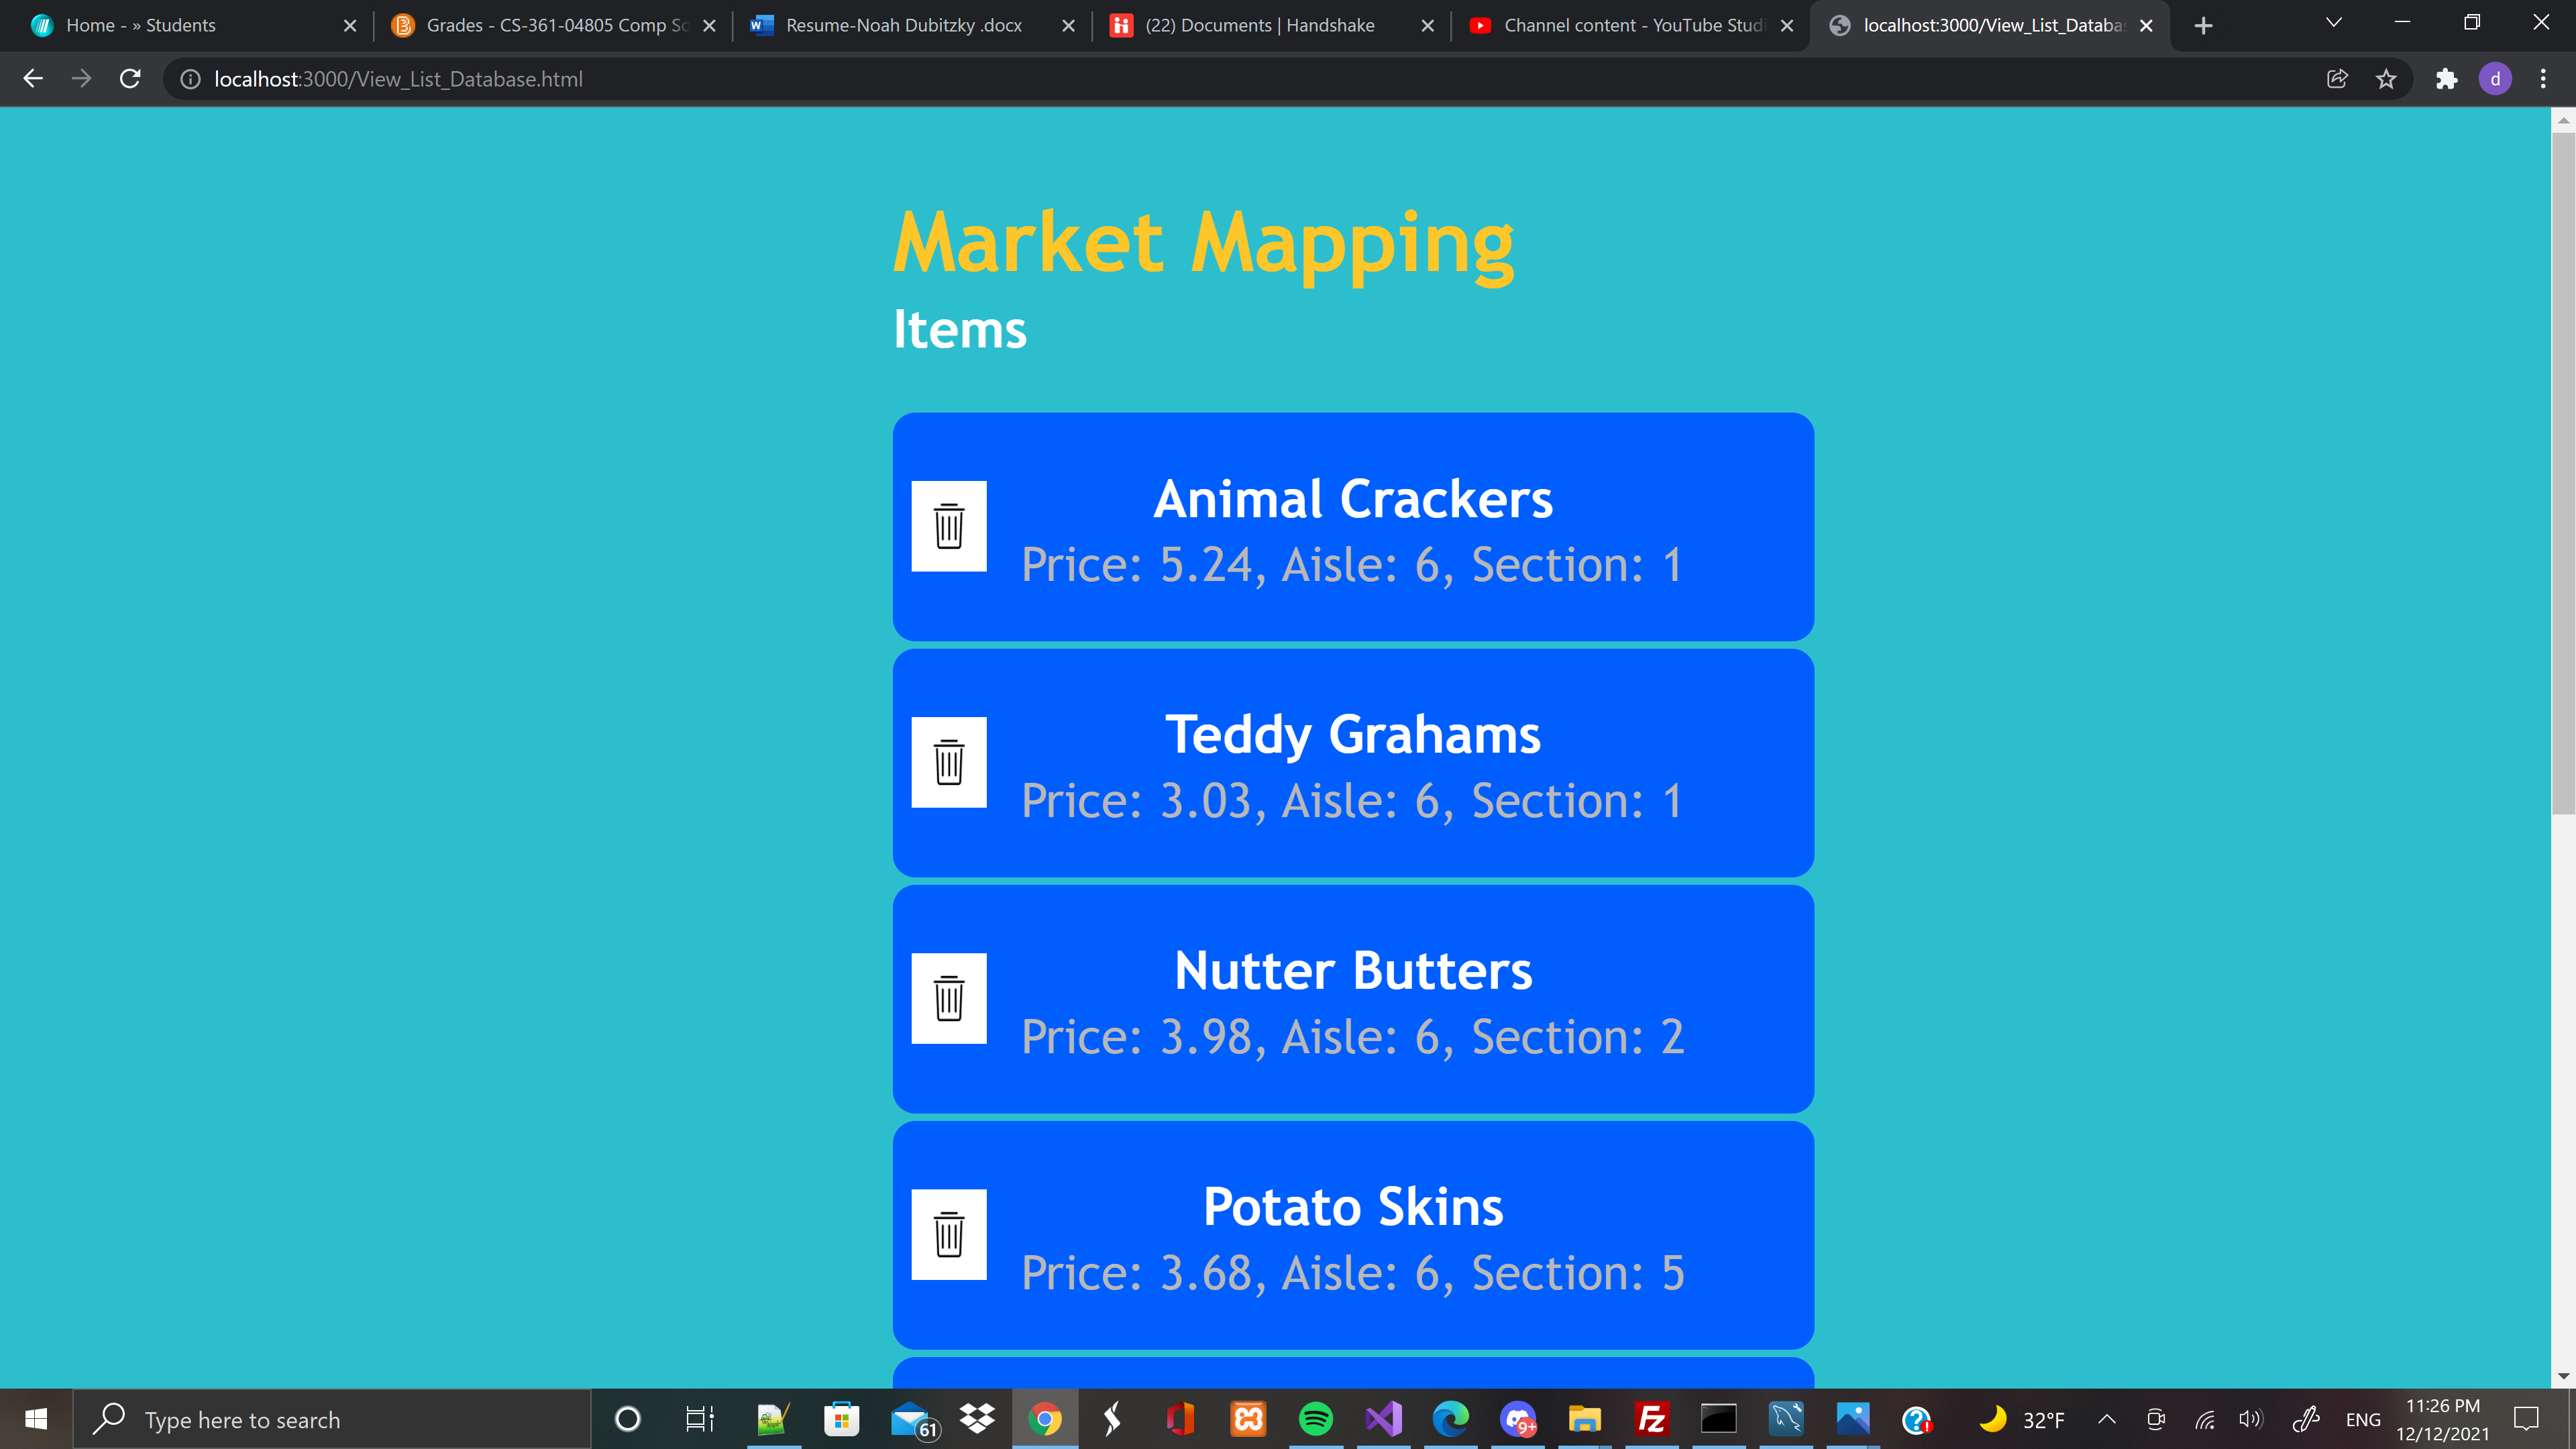 Home - » Students
Grades - CS-361-04805 Comp So
Resume-Noah Dubitzky .docx
(22) Documents | Handshake
Channel content - YouTube Studi
localhost:3000/View_List_Databa
localhost:3000/View_List_Database.html
d
Market Mapping
Items
Animal Crackers
Price: 5.24, Aisle: 6, Section: 1
Teddy Grahams
Price: 3.03, Aisle: 6, Section: 1
Nutter Butters
Price: 3.98, Aisle: 6, Section: 2
Potato Skins
Price: 3.68, Aisle: 6, Section: 5
Type here to search
61
9+
Fz
32°F
ENG
11:26 PM
12/12/2021